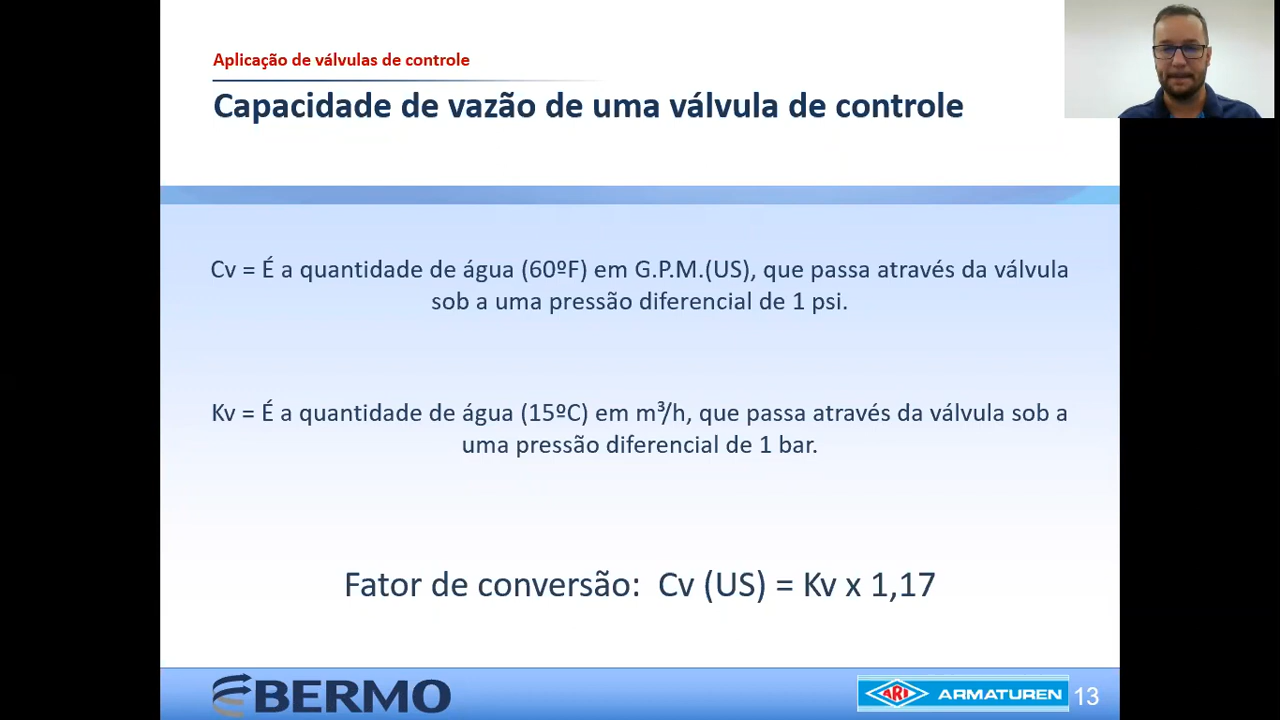 Aplicação de válvulas de controle
Capacidade de vazão de uma válvula de controle
Cv = É a quantidade de água (60ºF) em G.P.M.(US), que passa através da válvula
sob a uma pressão diferencial de 1 psi.
Kv = É a quantidade de água (15ºC) em m³/h, que passa através da válvula sob a
uma pressão diferencial de 1 bar.
Fator de conversão: Cv (US) = Kv x 1,17
BERMO
ARI ARMATUREN 13